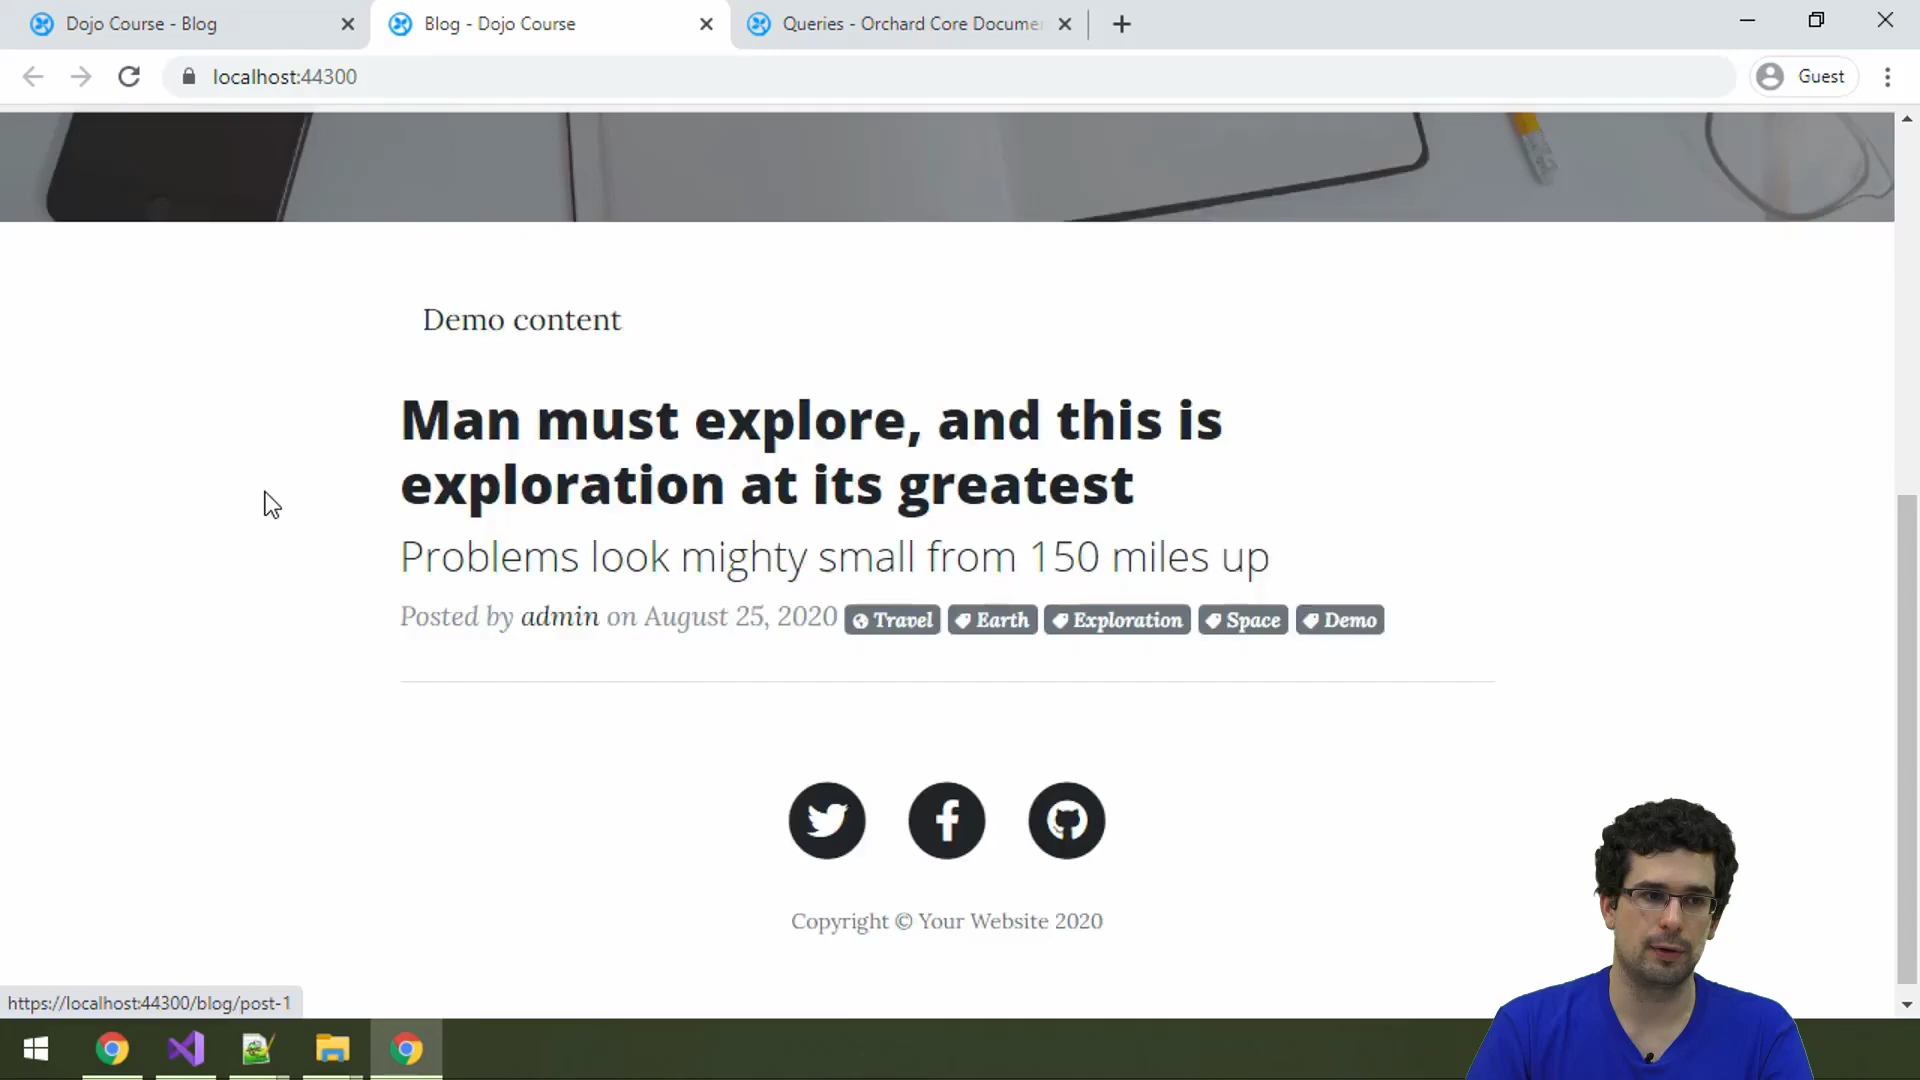 Dojo Course - Blog
Blog - Dojo Course
Queries - Orchard Core Docume
localhost:44300
Guest
Demo content
Man must explore, and this is
exploration at its greatest
Problems look mighty small from 150 miles up
Posted by admin on August 25, 2020 Travel Earth Exploration Space Demo
Copyright © Your Website 2020
https://localhost:44300/blog/post-1